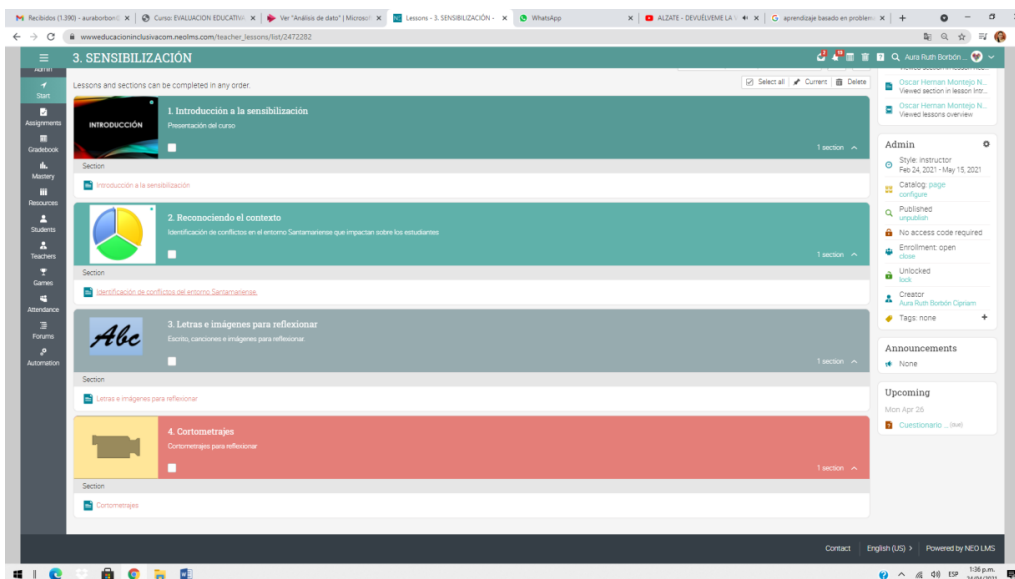 Recibidos (1.390) - auraborbon
Curso: EVALUACION EDUCATIV
Ver "Análisis de dato" | Microsof
Lessons - 3. SENSIBILIZACIÓN -
WhatsApp
ALZATE - DEVUÉLVEME LA V
aprendizaje basado en problem
wwweducacioninclusivacom.neolms.com/teacher_lessons/list/2472282
3. SENSIBILIZACIÓN
Aura Ruth Borbón ...
Admin
Start
Assignments
Gradebook
Mastery
Resources
Students
Teachers
Games
Attendance
Forums
Automation
Lessons and sections can be completed in any order.
Select all
Current
Delete
INTRODUCCIÓN
1. Introducción a la sensibilización
Presentación del curso
1 section
Section
Introducción a la sensibilización
2. Reconociendo el contexto
Identificación de conflictos en el entorno Santamariense que impactan sobre los estudiantes
1 section
Section
Identificación de conflictos del entorno Santamariense.
Abc
3. Letras e imágenes para reflexionar
Escrito, canciones e imágenes para reflexionar.
1 section
Section
Letras e imágenes para reflexionar
4. Cortometrajes
Cortometrajes para reflexionar
1 section
Section
Cortometrajes
Viewed section in lesson Intr...
Oscar Hernan Montejo N...
Viewed lessons overview
Admin
Style: instructor
Feb 24, 2021 - May 15, 2021
Catalog: page
configure
Published
unpublish
No access code required
Enrollment: open
close
Unlocked
lock
Creator
Aura Ruth Borbón Cipriam
Tags: none
Announcements
None
Upcoming
Mon Apr 26
Cuestionario ... (due)
Contact
English (US) >
Powered by NEO LMS
ESP
1:36 p.m.
24/04/2021